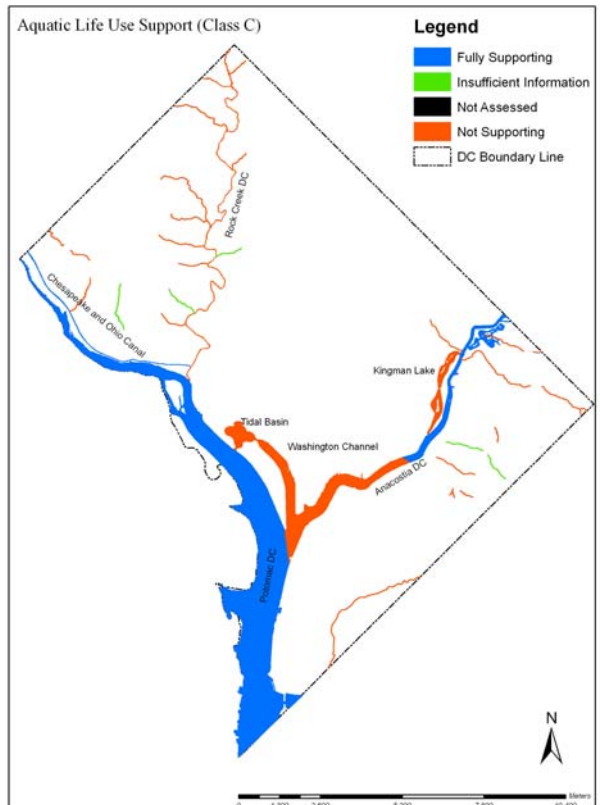 Aquatic Life Use Support (Class C)
Legend
Fully Supporting
Insufficient Information
Not Assessed
Not Supporting
DC Boundary Line
Rock Creek DC
Chesapeake and Ohio Canal
Kingman Lake
Tidal Basin
Washington Channel
Anacostia DC
Potomac DC
N
Meters
0